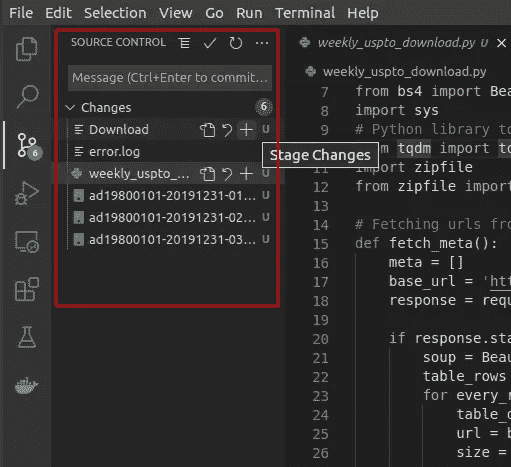 File Edit Selection View Go Run Terminal Help
SOURCE CONTROL
Message (Ctrl+Enter to commit...
Changes 6
Download U
error.log
weekly_uspto_... U
ad19800101-20191231-01... U
ad19800101-20191231-02... U
ad19800101-20191231-03... U
6
Stage Changes
weekly_uspto_download.py U
weekly_uspto_download.py
7 from bs4 import Bea
8 import sys
9 # Python library to
tqdm import
11 import zipfile
12 from zipfile import
13
14 # Fetching urls fro
15 def fetch_meta():
16 meta = []
17 base_url = 'htt
18 response = requ
19
20 if response.sta
21 soup = Beau
22 table_rows
23 for every_r
24 table_d
25 url = b
26 size =